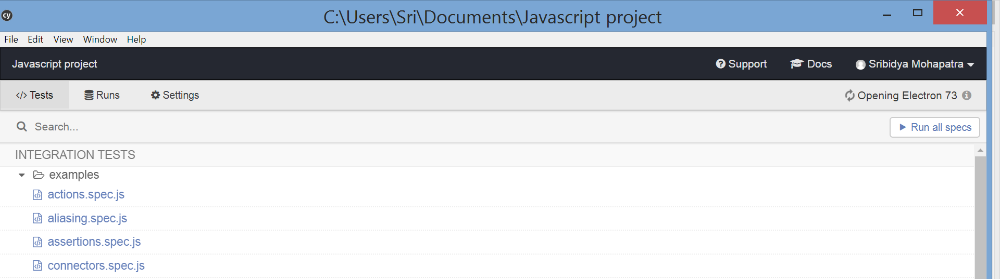 cy
C:\Users\Sri\Documents\Javascript project
File Edit View Window Help
Javascript project Support Docs Sribidya Mohapatra
</> Tests Runs Settings Opening Electron 73
Search... Run all specs
INTEGRATION TESTS
examples
actions.spec.js
aliasing.spec.js
assertions.spec.js
connectors.spec.js